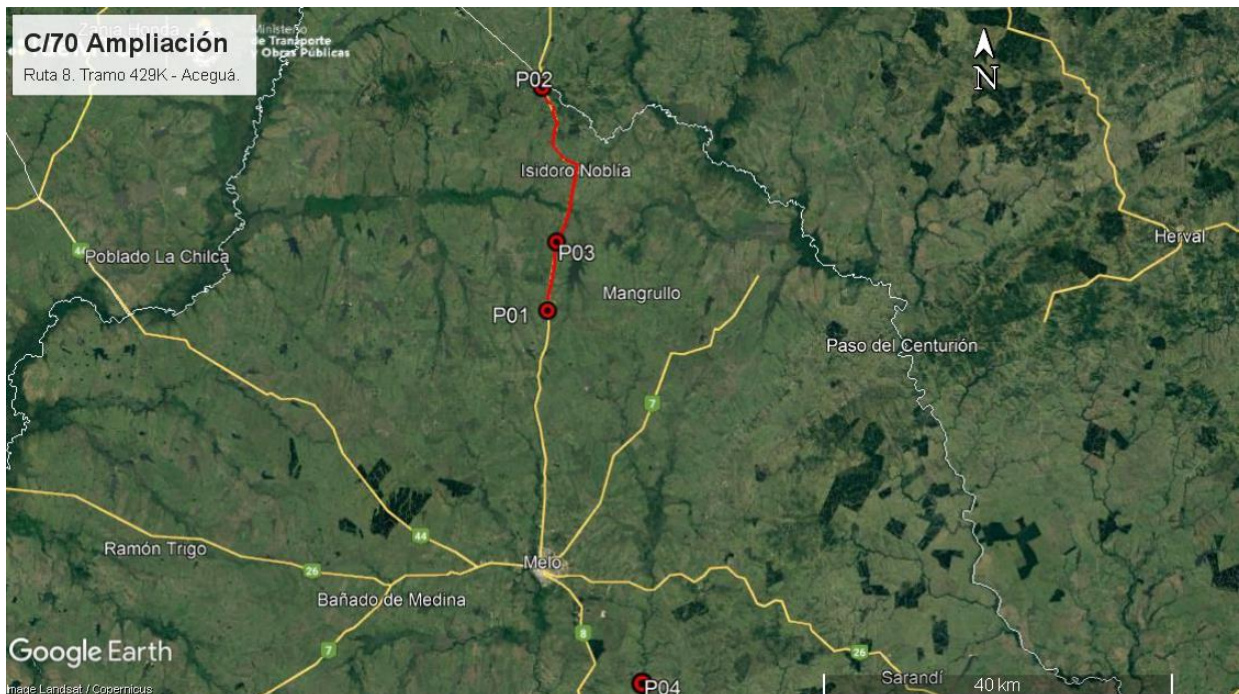 C/70 Ampliación
Ruta 8. Tramo 429K - Aceguá.
Zanja Honda
Ministerio
de Transporte
y Obras Públicas
N
P02
Isidoro Noblía
Herval
44
Poblado La Chilca
P03
Mangrullo
P01
Paso del Centurión
7
44
Ramón Trigo
26
Melo
Bañado de Medina
8
7
26
Google Earth
Sarandí
P04
40 km
Image Landsat / Copernicus